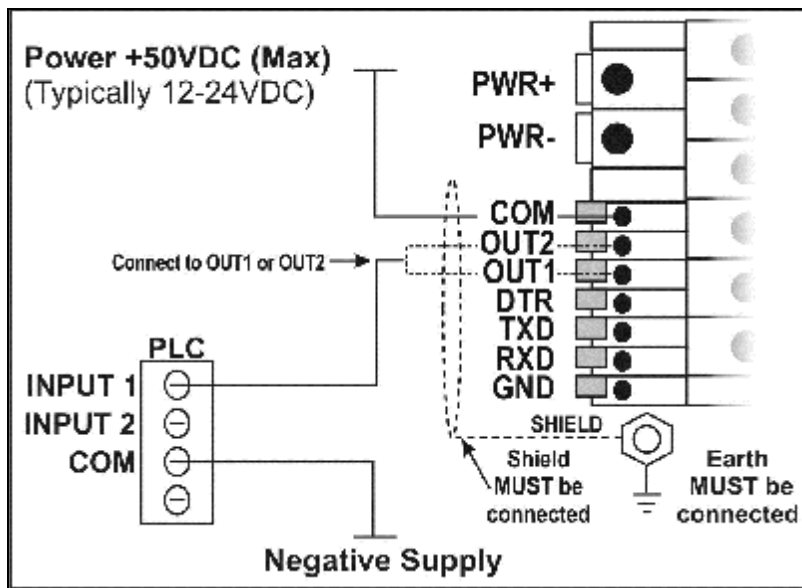 Power +50VDC (Max)
(Typically 12-24VDC)
PWR+
PWR-
COM
OUT2
OUT1
DTR
TXD
RXD
GND
Connect to OUT1 or OUT2
PLC
INPUT 1
INPUT 2
COM
SHIELD
Shield
MUST be
connected
Earth
MUST be
connected
Negative Supply